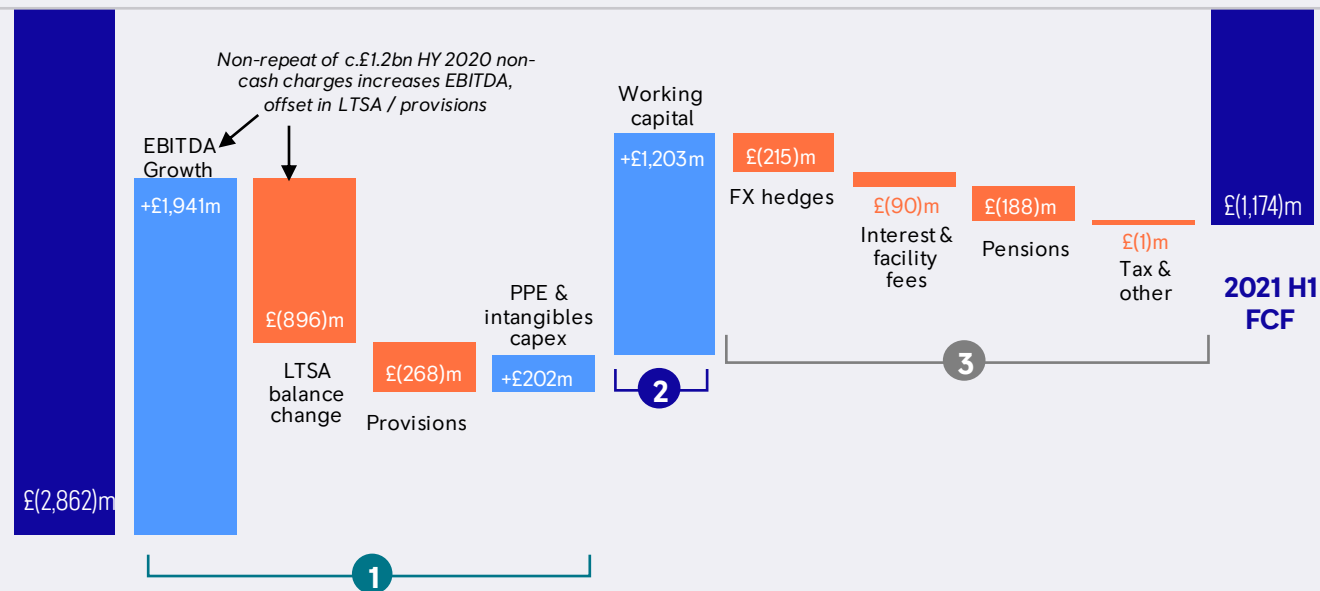 Non-repeat of c.£1.2bn HY 2020 non-
cash charges increases EBITDA,
offset in LTSA / provisions
£(2,862)m
EBITDA
Growth
+£1,941m
£(896)m
LTSA
balance
change
£(268)m
Provisions
PPE &
intangibles
capex
+£202m
Working
capital
+£1,203m
£(215)m
FX hedges
£(90)m
Interest &
facility
fees
£(188)m
Pensions
£(1)m
Tax &
other
£(1,174)m
2021 H1
FCF
1
2
3